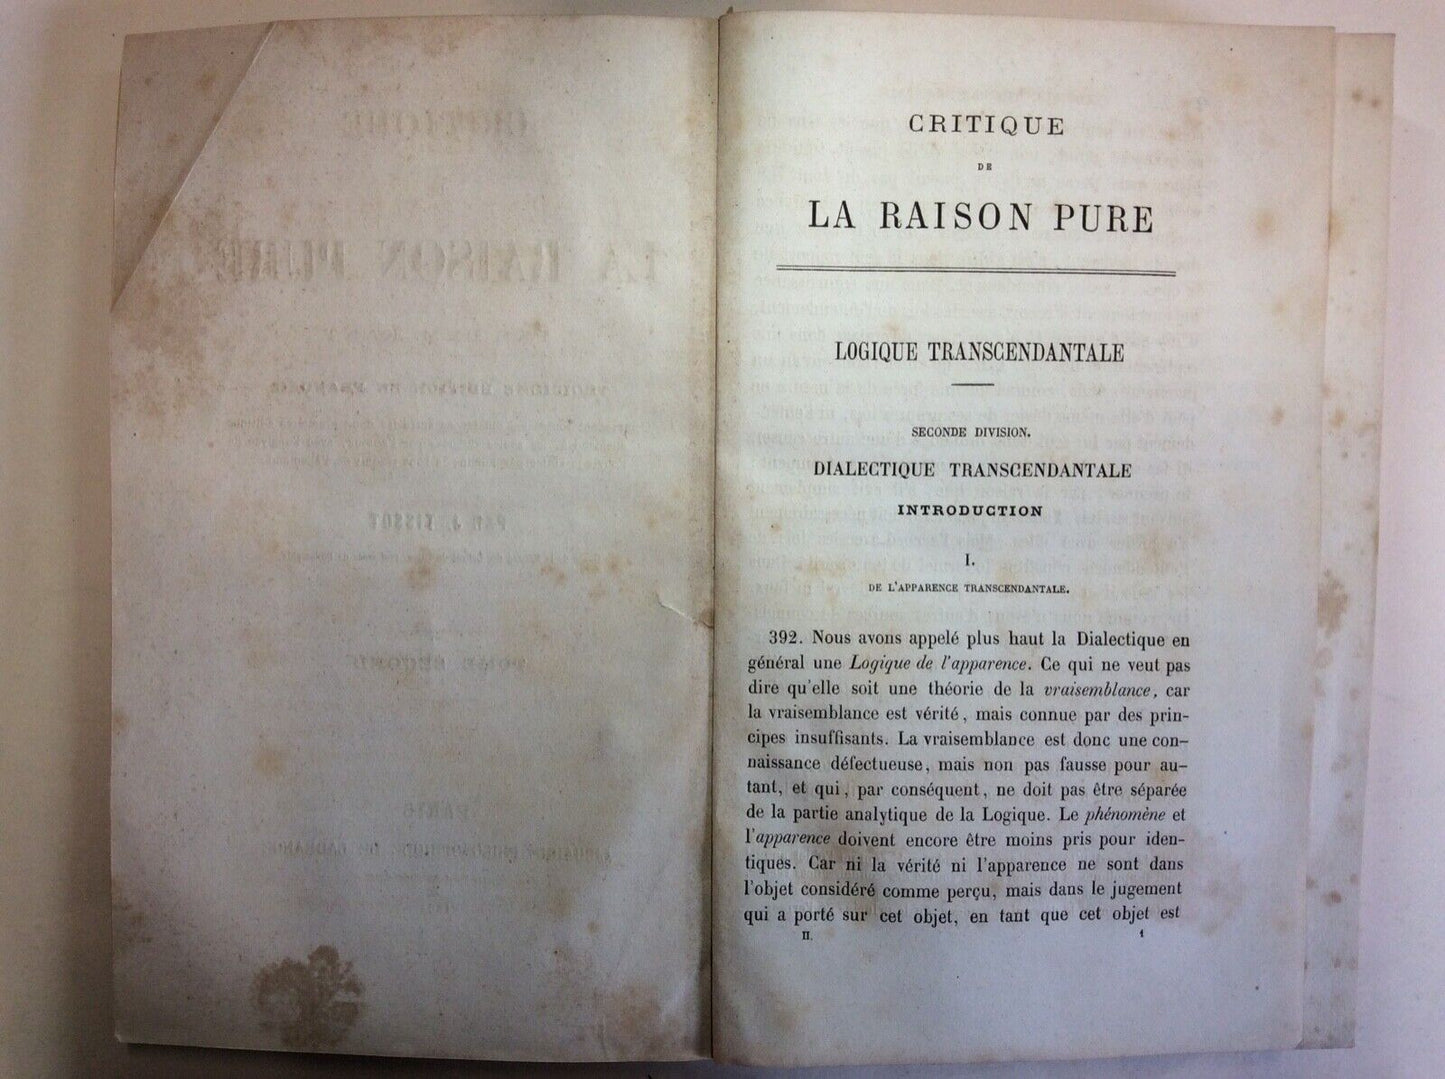 CRITIQUE
DE
LA RAISON PURE
LOGIQUE TRANSCENDANTALE
SECONDE DIVISION.
DIALECTIQUE TRANSCENDANTALE
INTRODUCTION
I.
DE L'APPARENCE TRANSCENDANTALE.
392. Nous avons appelé plus haut la Dialectique en
général une Logique de l'apparence. Ce qui ne veut pas
dire qu'elle soit une théorie de la vraisemblance, car
la vraisemblance est vérité, mais connue par des prin-
cipes insuffisants. La vraisemblance est donc une con-
naissance défectueuse, mais non pas fausse pour au-
tant, et qui, par conséquent, ne doit pas être séparée
de la partie analytique de la Logique. Le phénomène et
l'apparence doivent encore être moins pris pour iden-
tiques. Car ni la vérité ni l'apparence ne sont dans
l'objet considéré comme perçu, mais dans le jugement
qui a porté sur cet objet, en tant que cet objet est
II. 1